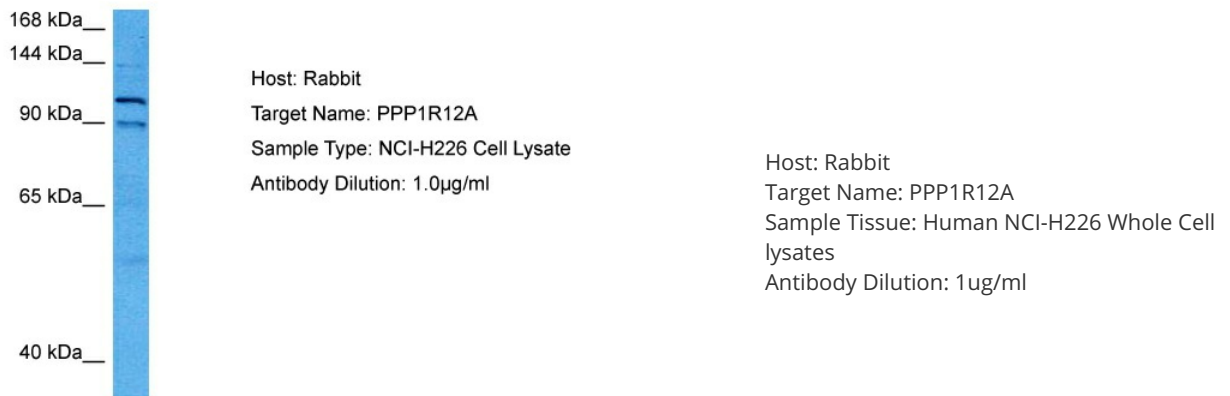 168 kDa__
144 kDa__
90 kDa__
65 kDa__
40 kDa__
Host: Rabbit
Target Name: PPP1R12A
Sample Type: NCI-H226 Cell Lysate
Antibody Dilution: 1.0µg/ml
Host: Rabbit
Target Name: PPP1R12A
Sample Tissue: Human NCI-H226 Whole Cell
lysates
Antibody Dilution: 1ug/ml